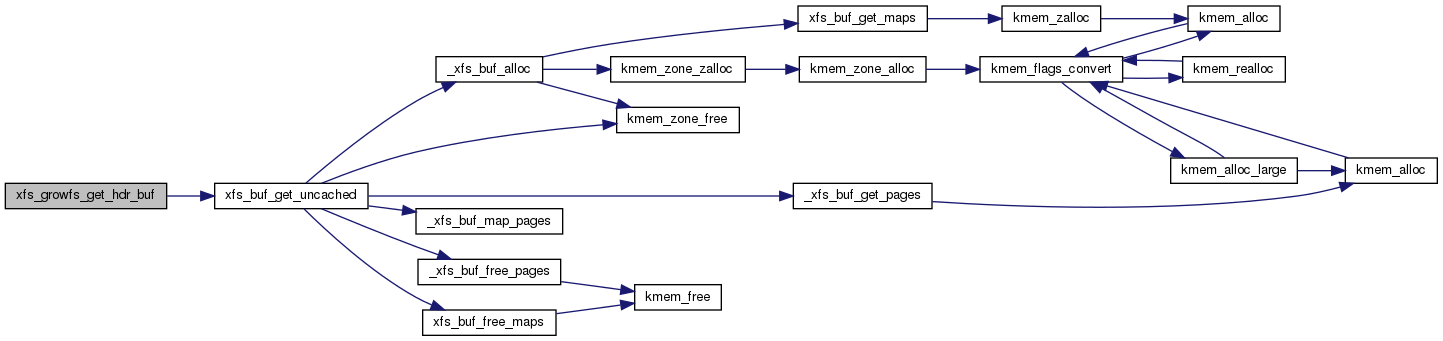 xfs_buf_get_maps
kmem_zalloc
kmem_alloc
_xfs_buf_alloc
kmem_zone_zalloc
kmem_zone_alloc
kmem_flags_convert
kmem_realloc
kmem_zone_free
kmem_alloc_large
kmem_alloc
xfs_growfs_get_hdr_buf
xfs_buf_get_uncached
_xfs_buf_get_pages
_xfs_buf_map_pages
_xfs_buf_free_pages
kmem_free
xfs_buf_free_maps